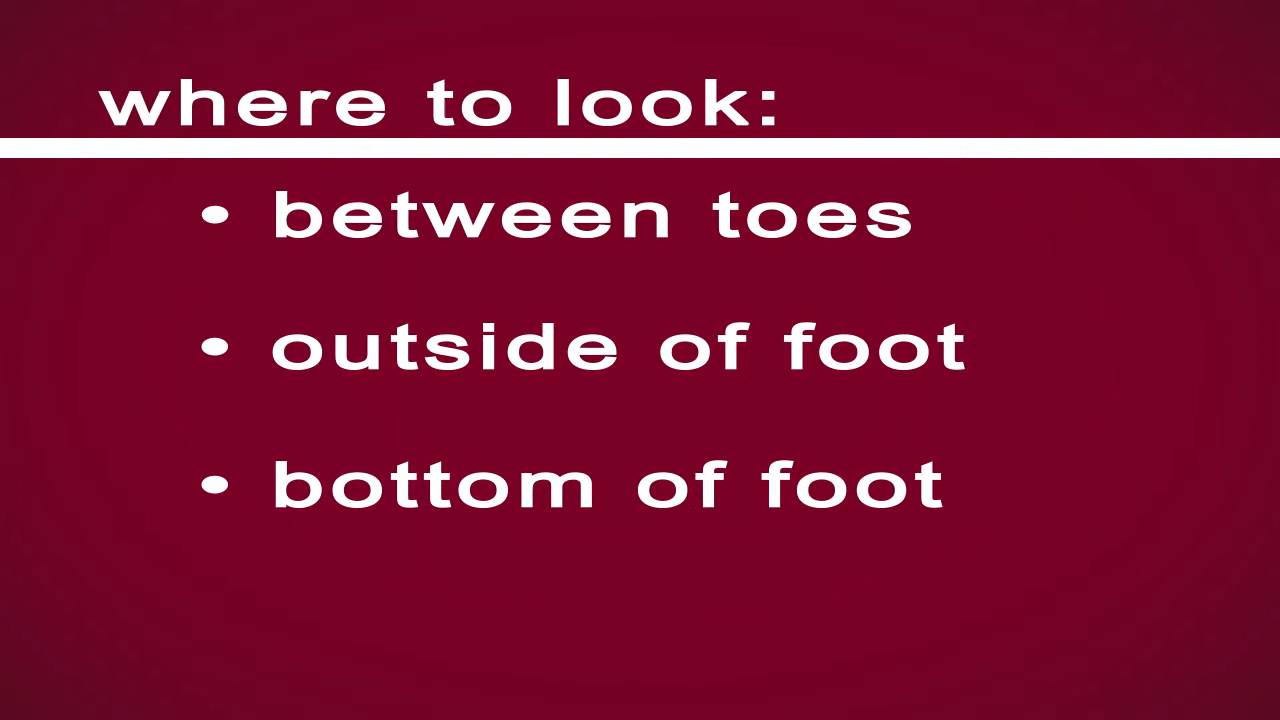 where to look:
• between toes
• outside of foot
• bottom of foot